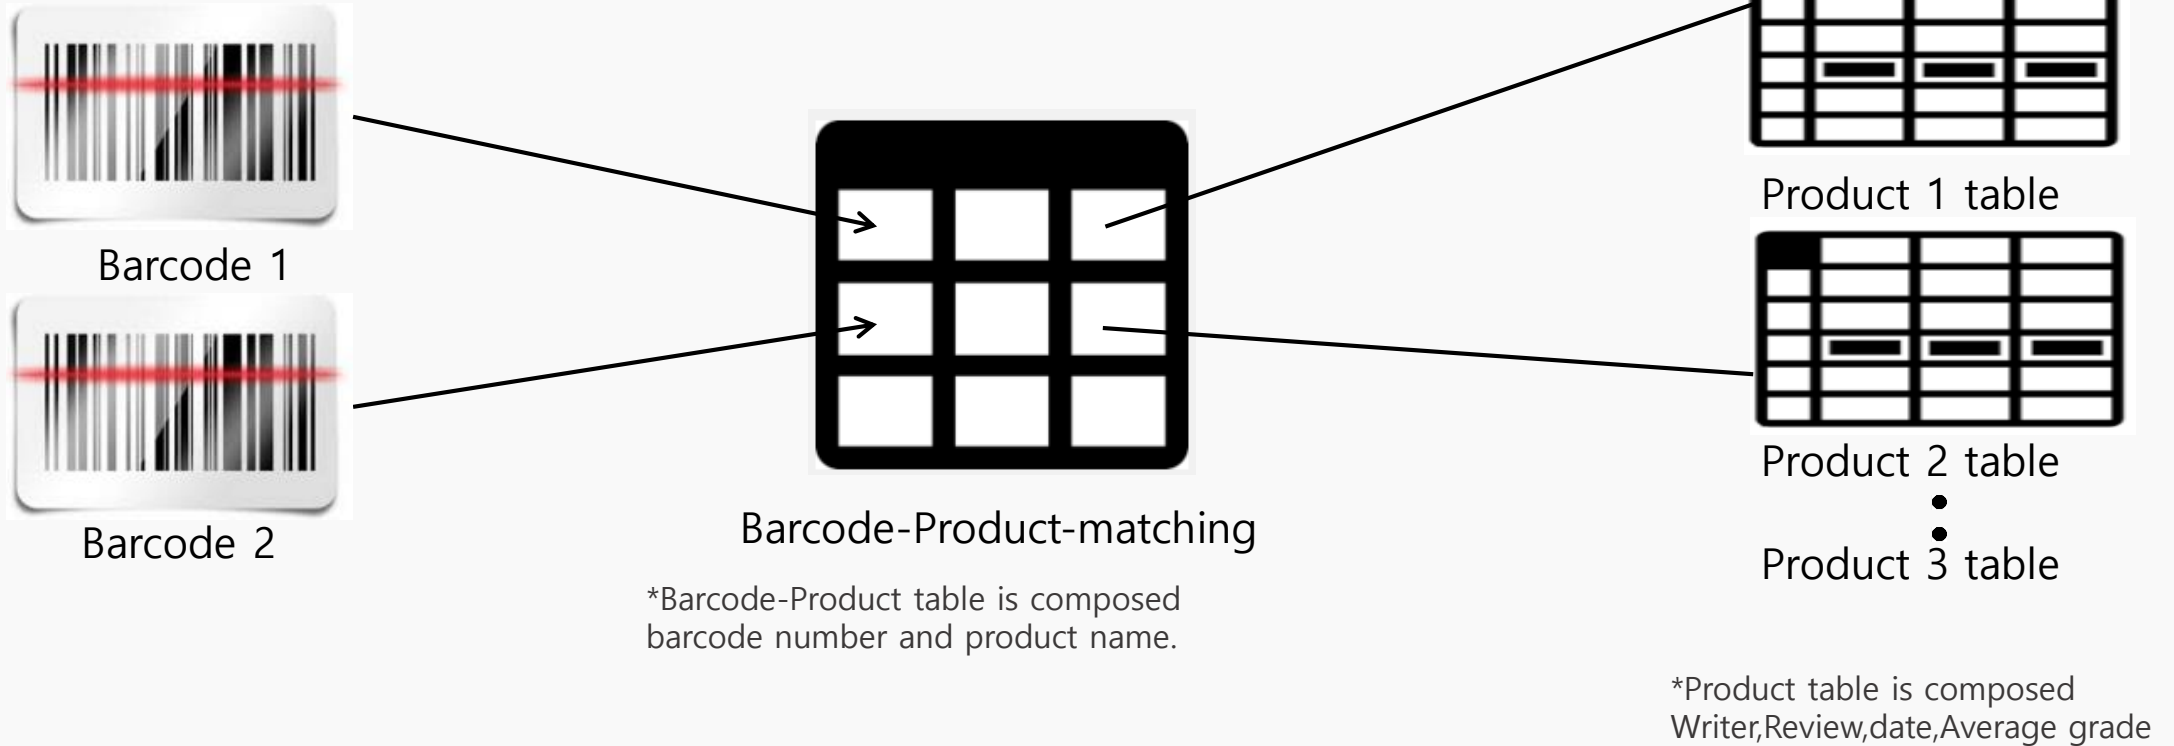 Barcode 1
Barcode 2
Barcode-Product-matching
*Barcode-Product table is composed
barcode number and product name.
Product 1 table
Product 2 table
Product 3 table
*Product table is composed
Writer,Review,date,Average grade